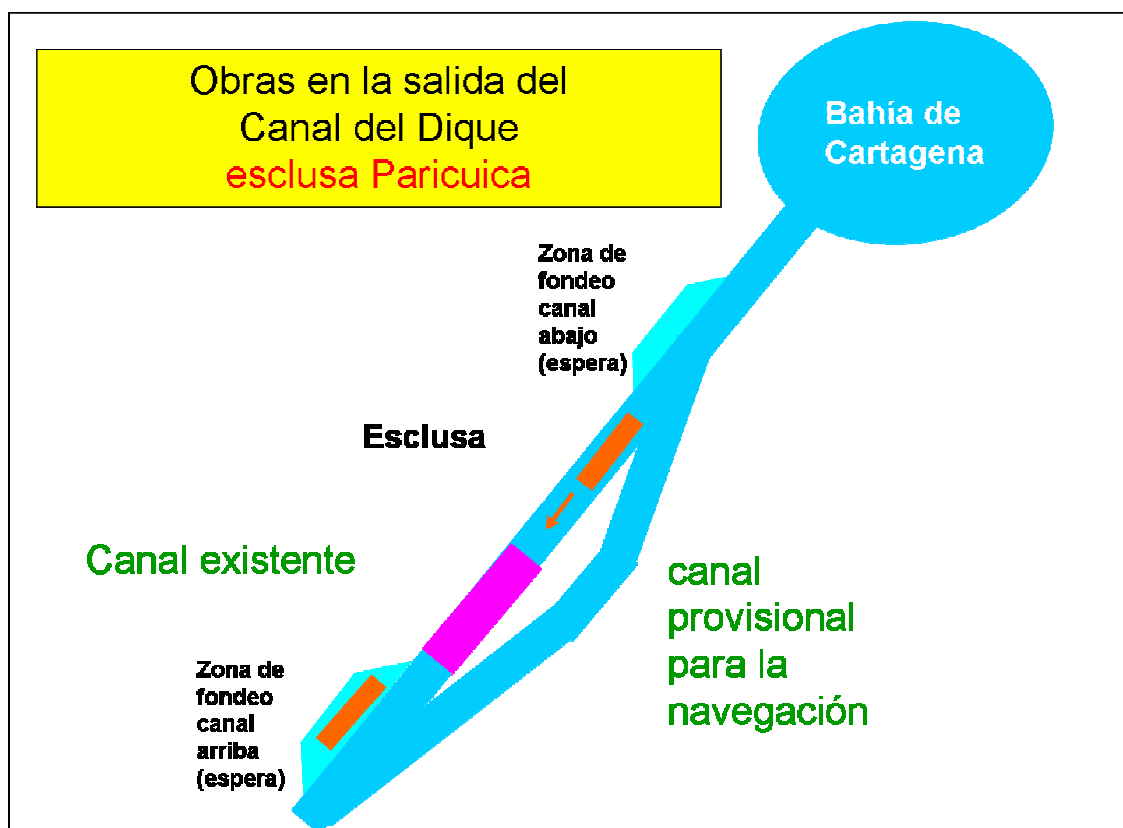 Obras en la salida del
Canal del Dique
esclusa Paricuica
Bahía de
Cartagena
Zona de
fondeo
canal
abajo
(espera)
Esclusa
Canal existente
canal
provisional
para la
navegación
Zona de
fondeo
canal
arriba
(espera)